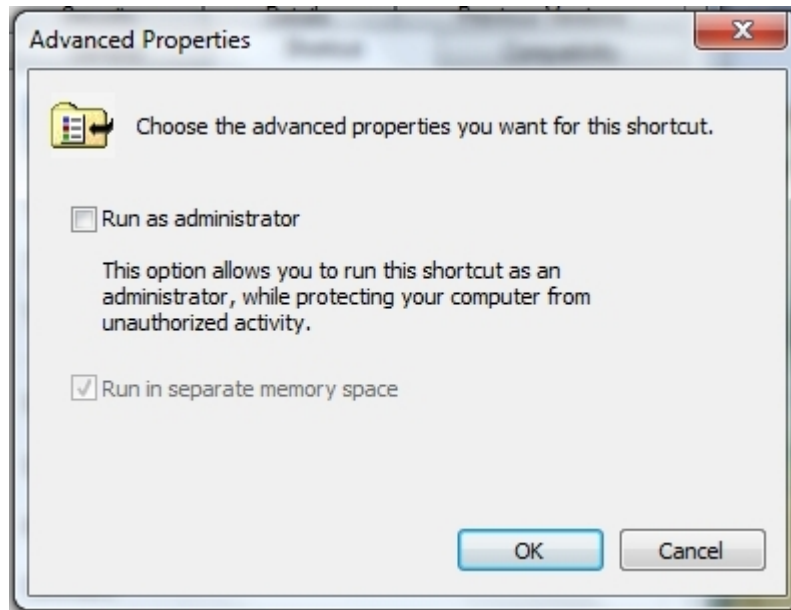 Advanced Properties
Choose the advanced properties you want for this shortcut.
Run as administrator
This option allows you to run this shortcut as an
administrator, while protecting your computer from
unauthorized activity.
Run in separate memory space
OK
Cancel